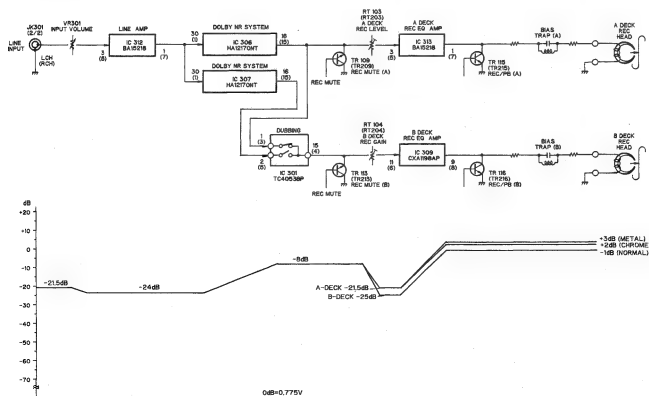 JK301
(2/2)
LINE
INPUT
LCH
(RCH)
VR301
INPUT VOLUME
LINE AMP
IC 312
BA15218
3
(5)
1
(7)
DOLBY NR SYSTEM
30
(1)
IC 306
HA12170NT
16
(15)
DOLBY NR SYSTEM
30
(1)
IC 307
HA12170NT
16
(15)
REC MUTE
TR 109
(TR209)
REC MUTE (A)
RT 103
(RT203)
A DECK
REC LEVEL
A DECK
REC EQ AMP
3
(5)
IC 313
BA15218
1
(7)
TR 115
(TR215)
REC/PB (A)
BIAS
TRAP (A)
A DECK
REC
HEAD
DUBBING
1
(3)
2
(5)
15
(4)
IC 301
TC4053BP
REC MUTE
TR 113
(TR213)
REC MUTE (B)
RT 104
(RT204)
B DECK
REC GAIN
B DECK
REC EQ AMP
11
(6)
IC 309
CXA1198AP
9
(8)
TR 116
(TR216)
REC/PB (B)
BIAS
TRAP (B)
B DECK
REC
HEAD
dB
+20
+10
0
-10
-20
-30
-40
-50
-60
-70
-21.5dB
-24dB
-8dB
A-DECK -21.5dB
B-DECK -25dB
+3dB (METAL)
+2dB (CHROME)
-1dB (NORMAL)
0dB=0.775V